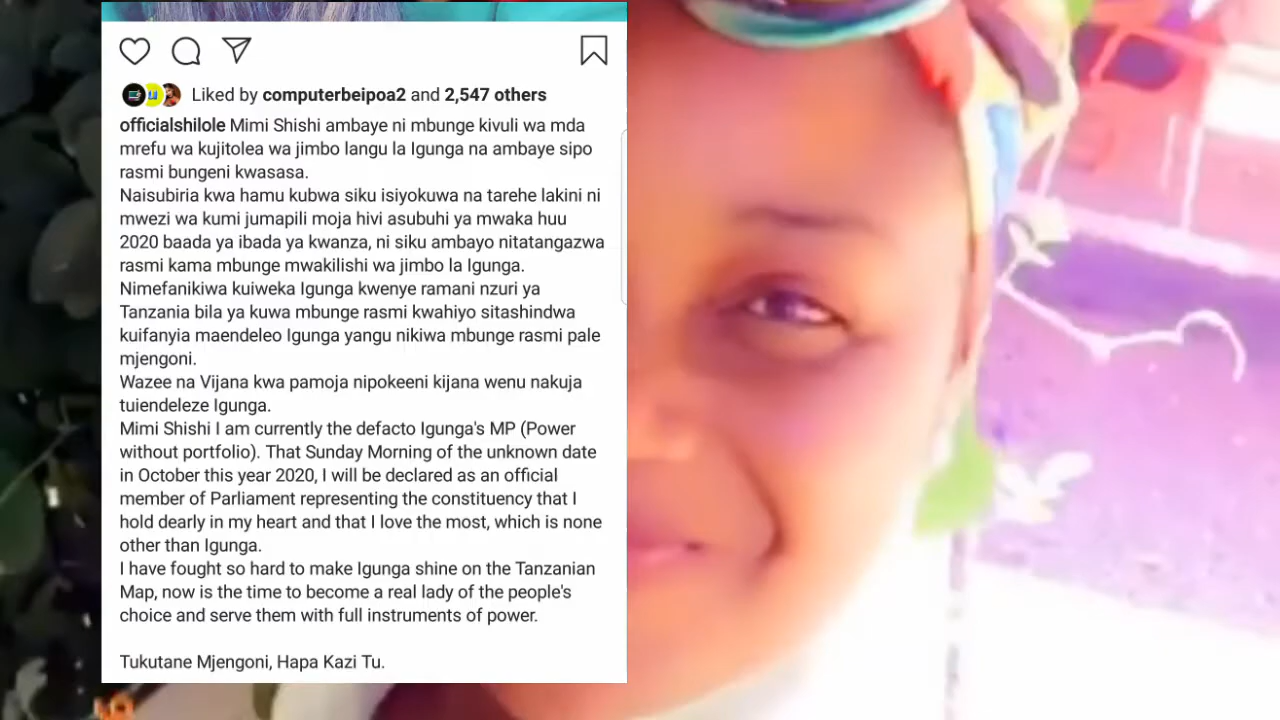 Liked by computerbeipoa2 and 2,547 others
officialshilole Mimi Shishi ambaye ni mbunge kivuli wa mda
mrefu wa kujitolea wa jimbo langu la Igunga na ambaye sipo
rasmi bungeni kwasasa.
Naisubiria kwa hamu kubwa siku isiyokuwa na tarehe lakini ni
mwezi wa kumi jumapili moja hivi asubuhi ya mwaka huu
2020 baada ya ibada ya kwanza, ni siku ambayo nitatangazwa
rasmi kama mbunge mwakilishi wa jimbo la Igunga.
Nimefanikiwa kuiweka Igunga kwenye ramani nzuri ya
Tanzania bila ya kuwa mbunge rasmi kwahiyo sitashindwa
kuifanyia maendeleo Igunga yangu nikiwa mbunge rasmi pale
mjengoni.
Wazee na Vijana kwa pamoja nipokeeni kijana wenu nakuja
tuiendeleze Igunga.
Mimi Shishi I am currently the defacto Igunga's MP (Power
without portfolio). That Sunday Morning of the unknown date
in October this year 2020, I will be declared as an official
member of Parliament representing the constituency that I
hold dearly in my heart and that I love the most, which is none
other than Igunga.
I have fought so hard to make Igunga shine on the Tanzanian
Map, now is the time to become a real lady of the people's
choice and serve them with full instruments of power.
Tukutane Mjengoni, Hapa Kazi Tu.